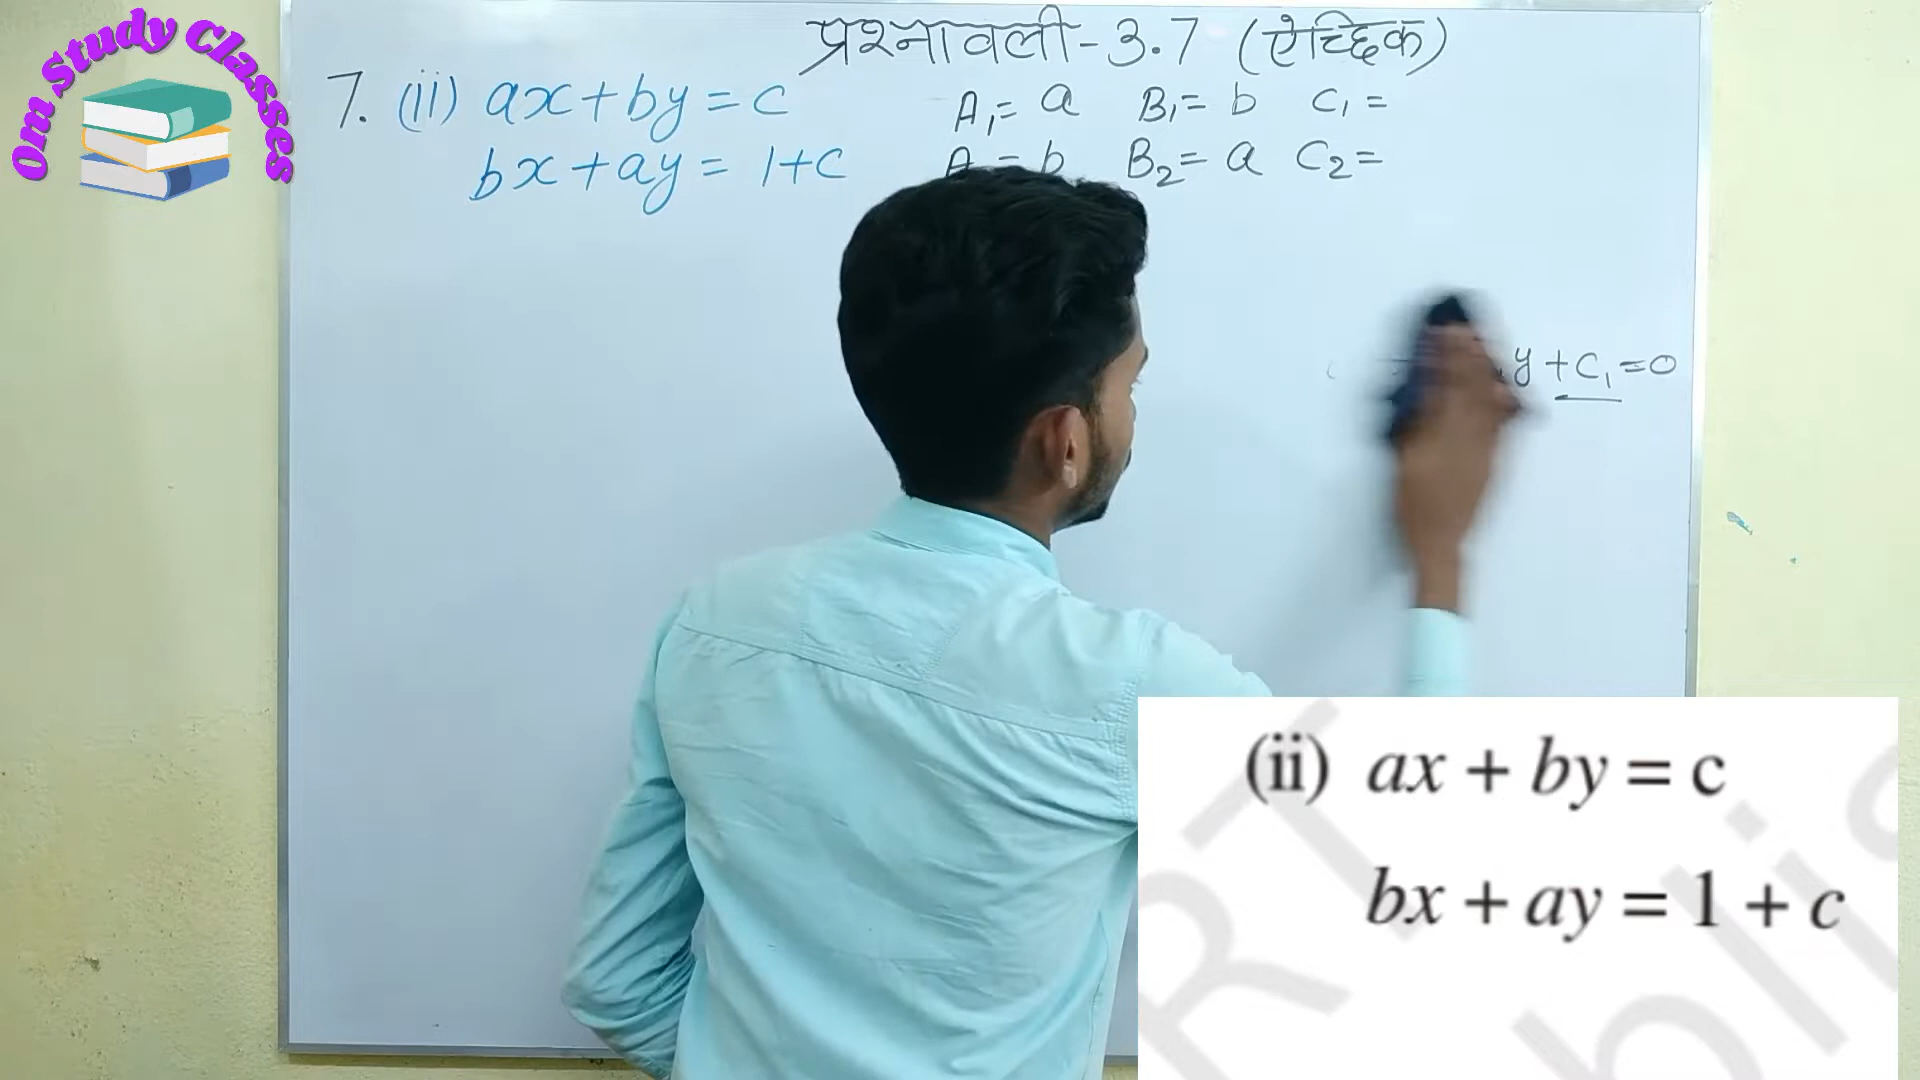 Om Study Classes
प्रश्नावली-3.7 (ऐच्छिक)
7. (ii) ax+by=c A₁= a B₁= b C₁ =
bx+ay= 1+c b B₂= a C₂=
y +C₁ =0
(ii) ax + by = c
bx + ay = 1 + c